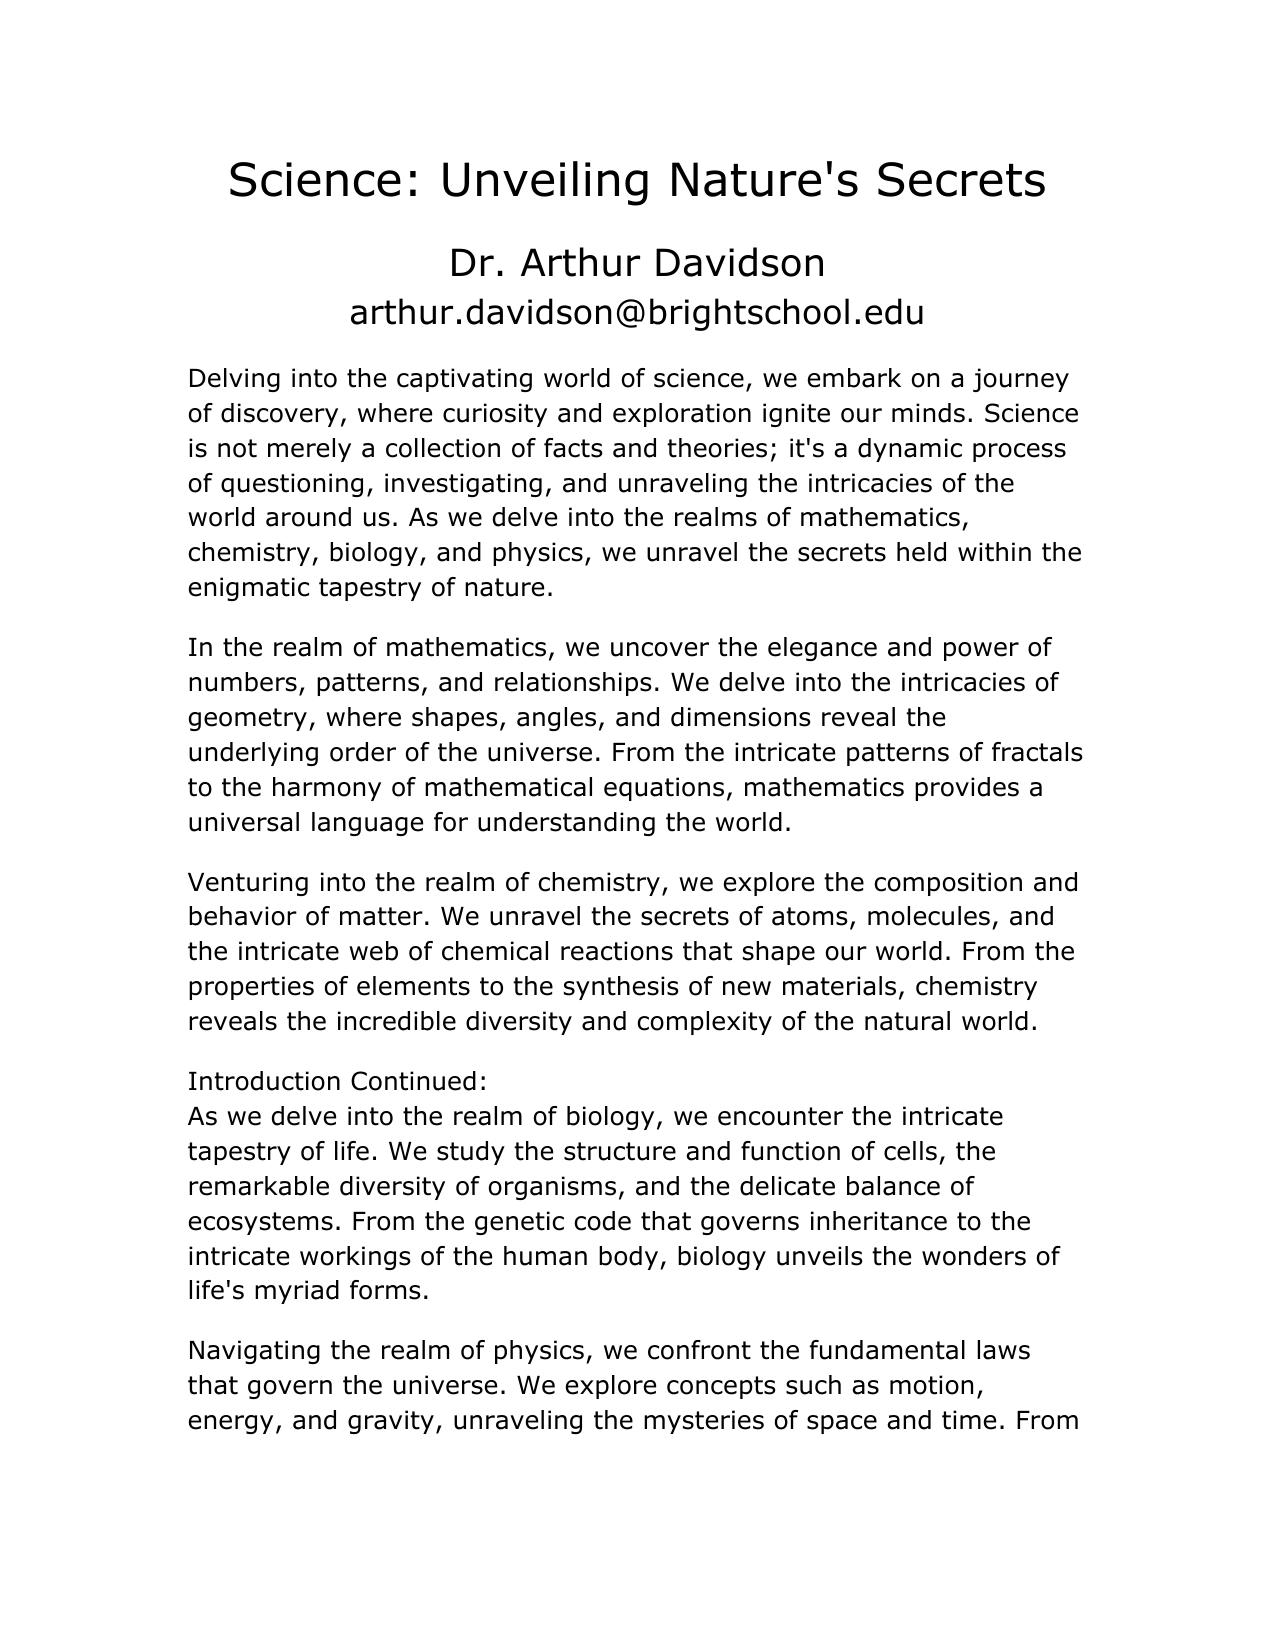 Science: Unveiling Nature's Secrets
Dr. Arthur Davidson
arthur.davidson@brightschool.edu
Delving into the captivating world of science, we embark on a journey
of discovery, where curiosity and exploration ignite our minds. Science
is not merely a collection of facts and theories; it's a dynamic process
of questioning, investigating, and unraveling the intricacies of the
world around us. As we delve into the realms of mathematics,
chemistry, biology, and physics, we unravel the secrets held within the
enigmatic tapestry of nature.
In the realm of mathematics, we uncover the elegance and power of
numbers, patterns, and relationships. We delve into the intricacies of
geometry, where shapes, angles, and dimensions reveal the
underlying order of the universe. From the intricate patterns of fractals
to the harmony of mathematical equations, mathematics provides a
universal language for understanding the world.
Venturing into the realm of chemistry, we explore the composition and
behavior of matter. We unravel the secrets of atoms, molecules, and
the intricate web of chemical reactions that shape our world. From the
properties of elements to the synthesis of new materials, chemistry
reveals the incredible diversity and complexity of the natural world.
Introduction Continued:
As we delve into the realm of biology, we encounter the intricate
tapestry of life. We study the structure and function of cells, the
remarkable diversity of organisms, and the delicate balance of
ecosystems. From the genetic code that governs inheritance to the
intricate workings of the human body, biology unveils the wonders of
life's myriad forms.
Navigating the realm of physics, we confront the fundamental laws
that govern the universe. We explore concepts such as motion,
energy, and gravity, unraveling the mysteries of space and time. From